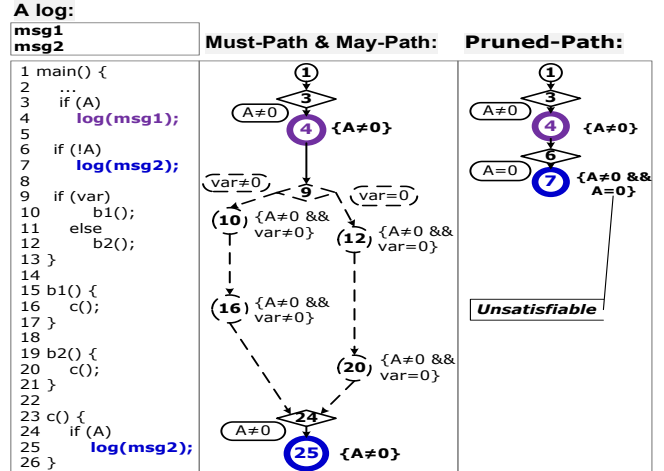 A log:
msg1
msg2
Must-Path & May-Path:
Pruned-Path:
1 main() {
2 ...
3 if (A)
4 log(msg1);
5
6 if (!A)
7 log(msg2);
8
9 if (var)
10 b1();
11 else
12 b2();
13 }
14
15 b1() {
16 c();
17 }
18
19 b2() {
20 c();
21 }
22
23 c() {
24 if (A)
25 log(msg2);
26 }
1
3
A≠0
4 {A≠0}
var≠0
9
var=0
10 {A≠0 &&
var≠0}
12 {A≠0 &&
var=0}
16 {A≠0 &&
var≠0}
20 {A≠0 &&
var=0}
24
A≠0
25 {A≠0}
1
3
A≠0
4 {A≠0}
6
A=0
7 {A≠0 &&
A=0}
Unsatisfiable